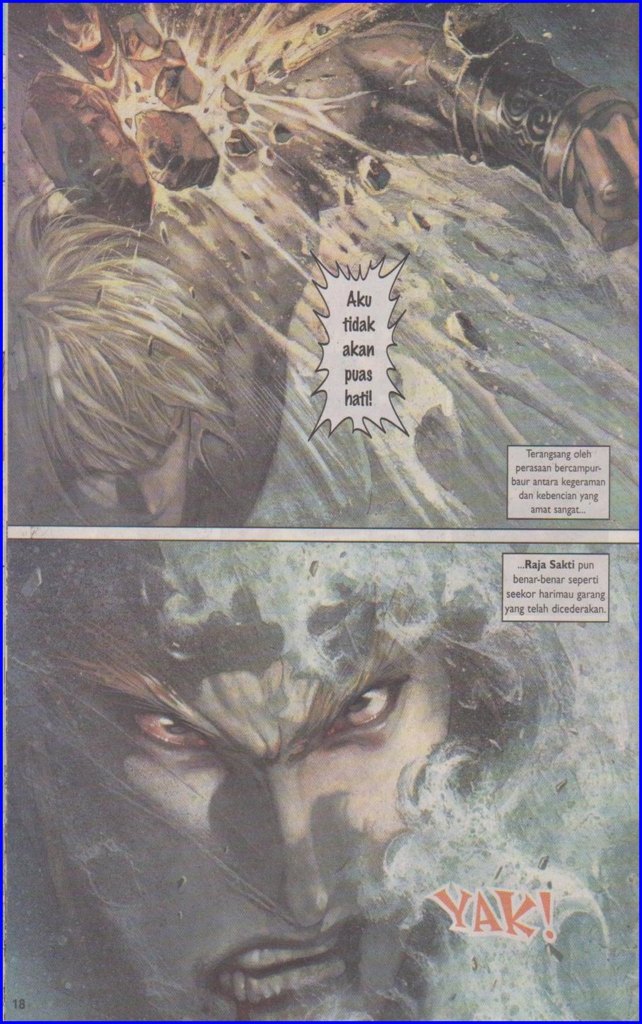 Aku
tidak
akan
puas
hati!
Terangsang oleh
perasaan bercampur-
baur antara kegeraman
dan kebencian yang
amat sangat...
...Raja Sakti pun
benar-benar seperti
seekor harimau garang
yang telah dicederakan.
YAK!
18